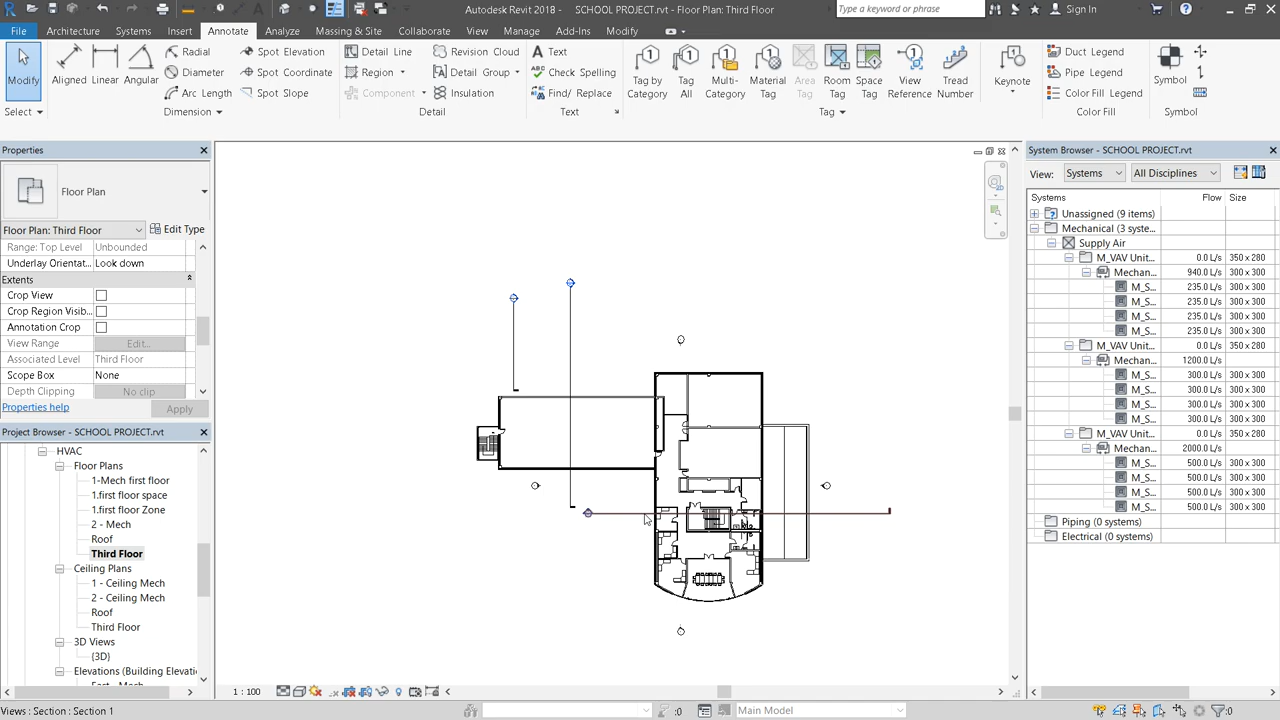 Autodesk Revit 2018 -     SCHOOL PROJECT.rvt - Floor Plan: Third Floor
Type a keyword or phrase
Sign In
File Architecture Systems Insert Annotate Analyze Massing & Site Collaborate View Manage Add-Ins Modify
Modify
Select
Aligned
Linear
Angular
Radial
Diameter
Arc Length
Spot Elevation
Spot Coordinate
Spot Slope
Dimension
Detail Line
Region
Component
Revision Cloud
Detail Group
Insulation
Detail
Text
Check Spelling
Find/ Replace
Text
Tag by Category
Tag All
Multi- Category
Material Tag
Area Tag
Room Tag
Space Tag
View Reference
Tread Number
Tag
Keynote
Duct Legend
Pipe Legend
Color Fill Legend
Color Fill
Symbol
Symbol
Properties
Floor Plan
Floor Plan: Third Floor
Edit Type
Range: Top Level Unbounded
Underlay Orientat... Look down
Extents
Crop View
Crop Region Visib...
Annotation Crop
View Range Edit...
Associated Level Third Floor
Scope Box None
Depth Clipping No clip
Properties help Apply
Project Browser - SCHOOL PROJECT.rvt
HVAC
Floor Plans
1-Mech first floor
1.first floor space
1.first floor Zone
2 - Mech
Roof
Third Floor
Ceiling Plans
1 - Ceiling Mech
2 - Ceiling Mech
Roof
Third Floor
3D Views
{3D}
Elevations (Building Elevatio
East - Mech
System Browser - SCHOOL PROJECT.rvt
View: Systems All Disciplines
Systems Flow Size
Unassigned (9 items)
Mechanical (3 syste...
Supply Air
M_VAV Unit... 0.0 L/s 350 x 280
Mechan... 940.0 L/s 300 x 300
M_S... 235.0 L/s 300 x 300
M_S... 235.0 L/s 300 x 300
M_S... 235.0 L/s 300 x 300
M_S... 235.0 L/s 300 x 300
M_VAV Unit... 0.0 L/s 350 x 280
Mechan... 1200.0 L/s 300 x 300
M_S... 300.0 L/s 300 x 300
M_S... 300.0 L/s 300 x 300
M_S... 300.0 L/s 300 x 300
M_S... 300.0 L/s 300 x 300
M_VAV Unit... 0.0 L/s 350 x 280
Mechan... 2000.0 L/s 300 x 300
M_S... 500.0 L/s 300 x 300
M_S... 500.0 L/s 300 x 300
M_S... 500.0 L/s 300 x 300
M_S... 500.0 L/s 300 x 300
Piping (0 systems)
Electrical (0 systems)
1 : 100
Views : Section : Section 1
:0
Main Model
:0